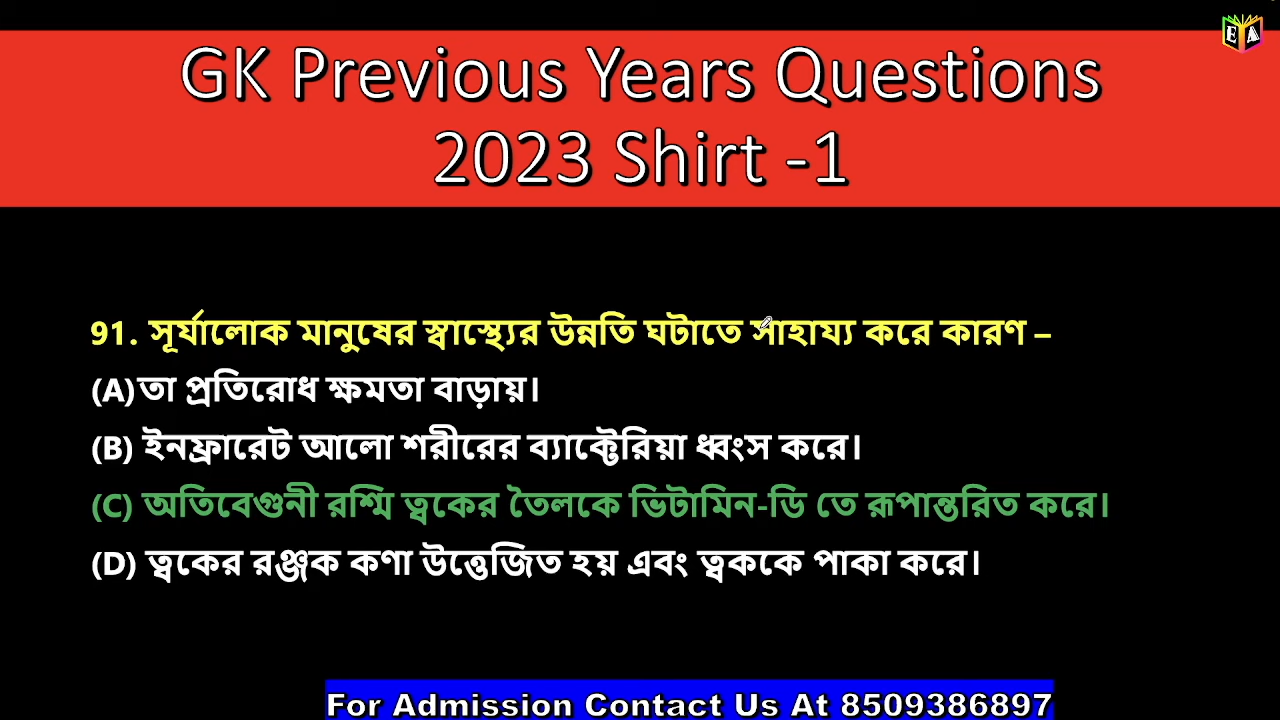 E A
GK Previous Years Questions
2023 Shirt -1
91. সূর্যালোক মানুষের স্বাস্থ্যের উন্নতি ঘটাতে সাহায্য করে কারণ –
(A)তা প্রতিরোধ ক্ষমতা বাড়ায়।
(B) ইনফ্রারেট আলো শরীরের ব্যাক্টেরিয়া ধ্বংস করে।
(C) অতিবেগুনী রশ্মি ত্বকের তৈলকে ভিটামিন-ডি তে রূপান্তরিত করে।
(D) ত্বকের রঞ্জক কণা উত্তেজিত হয় এবং ত্বককে পাকা করে।
For Admission Contact Us At 8509386897